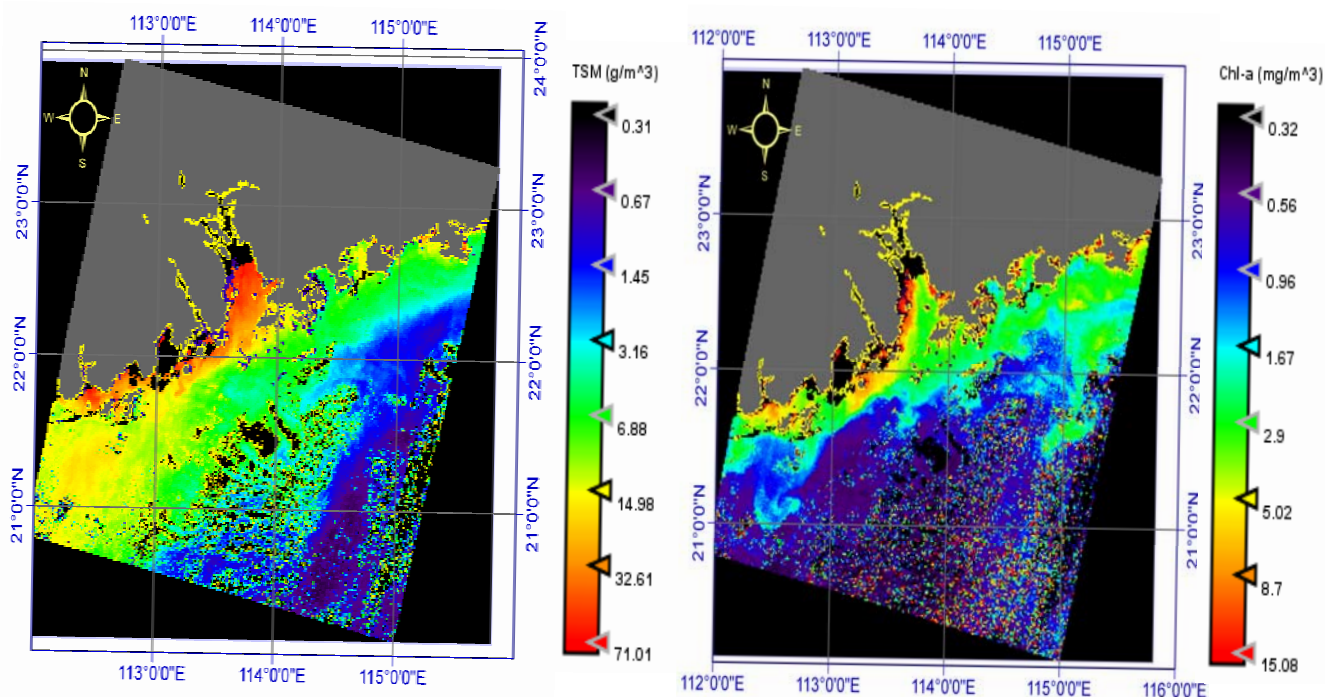 113°0'0"E 114°0'0"E 115°0'0"E
24°0'0"N
23°0'0"N
22°0'0"N
21°0'0"N
23°0'0"N
22°0'0"N
21°0'0"N
113°0'0"E 114°0'0"E 115°0'0"E
N
W E
S
TSM (g/m^3)
0.31
0.67
1.45
3.16
6.88
14.98
32.61
71.01
112°0'0"E 113°0'0"E 114°0'0"E 115°0'0"E
23°0'0"N
22°0'0"N
21°0'0"N
23°0'0"N
22°0'0"N
21°0'0"N
112°0'0"E 113°0'0"E 114°0'0"E 115°0'0"E 116°0'0"E
N
W E
S
Chl-a (mg/m^3)
0.32
0.56
0.96
1.67
2.9
5.02
8.7
15.08